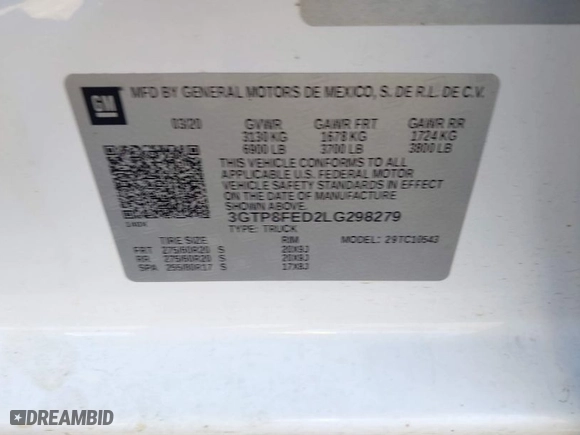 GM
MFD BY GENERAL MOTORS DE MEXICO, S. DE R.L. DE C.V.
03/20 GVWR GAWR FRT GAWR RR
3130 KG 1678 KG 1724 KG
6900 LB 3700 LB 3800 LB
THIS VEHICLE CONFORMS TO ALL
APPLICABLE U.S. FEDERAL MOTOR
VEHICLE SAFETY STANDARDS IN EFFECT
ON THE DATE OF MANUFACTURE
SHOWN ABOVE.
3GTP8FED2LG298279
TYPE: TRUCK
TIRE SIZE RIM MODEL: 29TC10543
FRT 275/60R20 S 20X9J
RR 275/60R20 S 20X9J
SPA 255/80R17 S 17X8J
DREAMBID